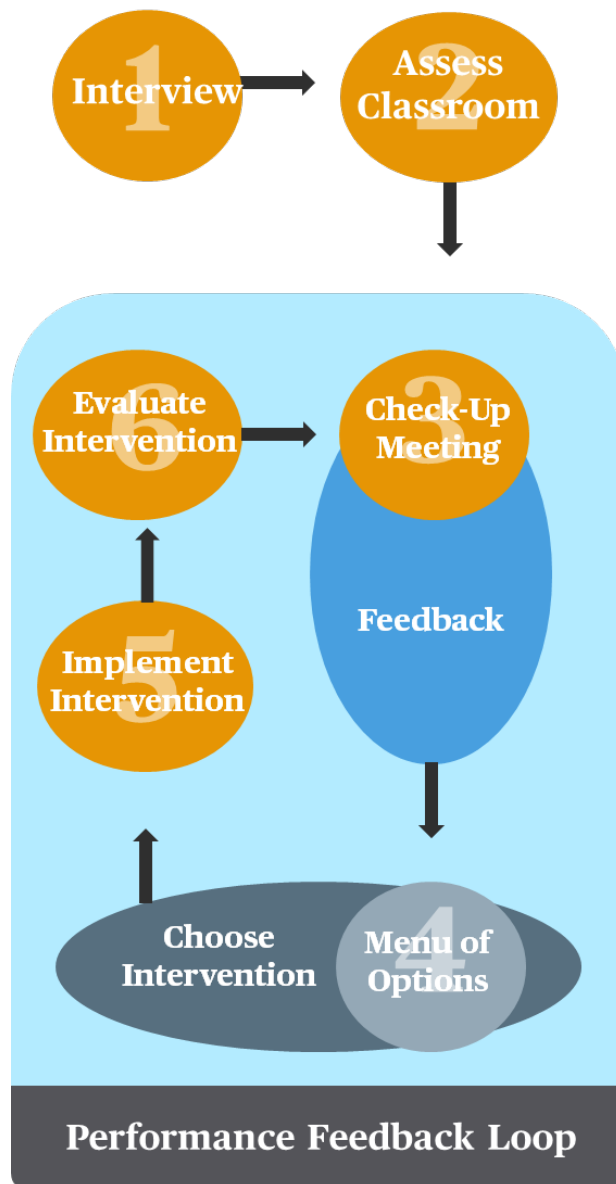 1
Interview
2
Assess
Classroom
3
Check-Up
Meeting
Feedback
4
Menu of
Options
Choose
Intervention
5
Implement
Intervention
6
Evaluate
Intervention
Performance Feedback Loop